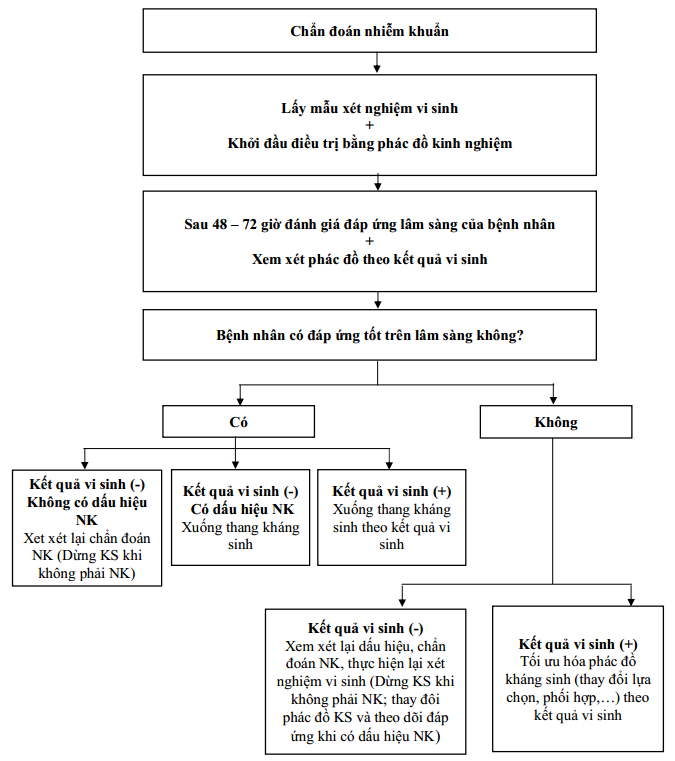 Chẩn đoán nhiễm khuẩn
Lấy mẫu xét nghiệm vi sinh
+
Khởi đầu điều trị bằng phác đồ kinh nghiệm
Sau 48 – 72 giờ đánh giá đáp ứng lâm sàng của bệnh nhân
+
Xem xét phác đồ theo kết quả vi sinh
Bệnh nhân có đáp ứng tốt trên lâm sàng không?
Có
Không
Kết quả vi sinh (-)
Không có dấu hiệu
NK
Xet xét lại chẩn đoán
NK (Dừng KS khi
không phải NK)
Kết quả vi sinh (-)
Có dấu hiệu NK
Xuống thang kháng
sinh
Kết quả vi sinh (+)
Xuống thang kháng
sinh theo kết quả vi
sinh
Kết quả vi sinh (-)
Xem xét lại dấu hiệu, chẩn
đoán NK, thực hiện lại xét
nghiệm vi sinh (Dừng KS khi
không phải NK; thay đôi
phác đồ KS và theo dõi đáp
ứng khi có dấu hiệu NK)
Kết quả vi sinh (+)
Tối ưu hóa phác đồ
kháng sinh (thay đổi lựa
chọn, phối hợp,…) theo
kết quả vi sinh